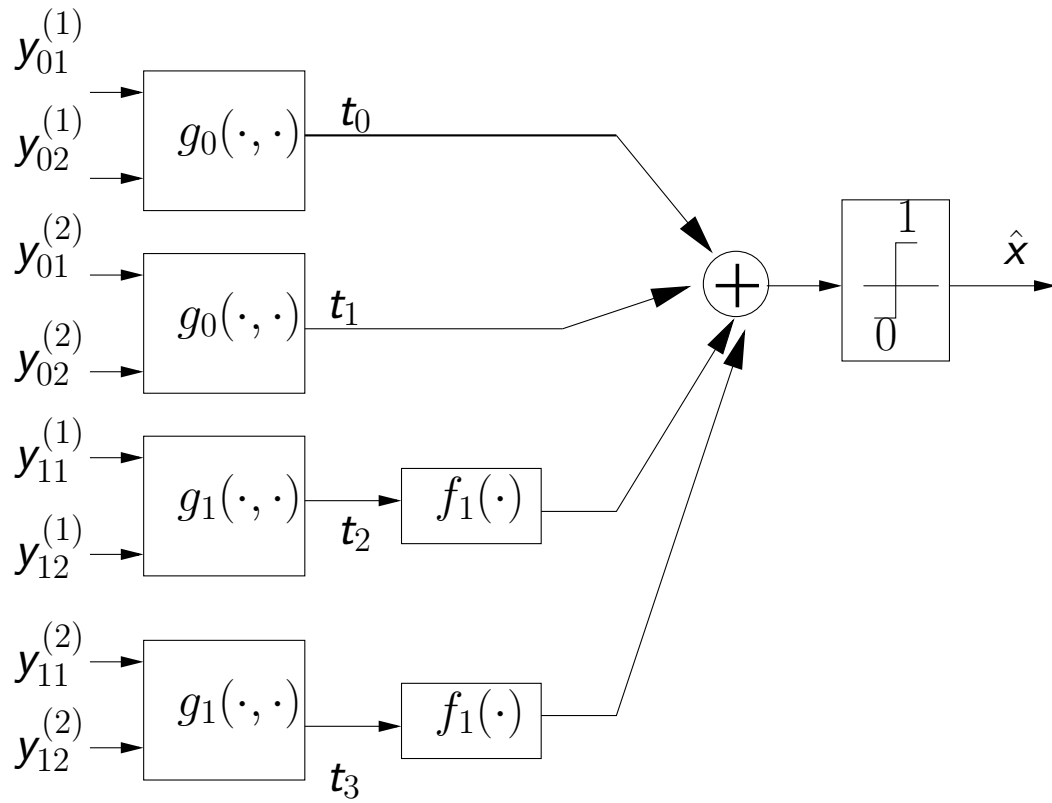 y_{01}^{(1)}
y_{02}^{(1)}
g_0(·, ·)
t_0
y_{01}^{(2)}
y_{02}^{(2)}
g_0(·, ·)
t_1
+
1
0
x̂
y_{11}^{(1)}
y_{12}^{(1)}
g_1(·, ·)
t_2
f_1(·)
y_{11}^{(2)}
y_{12}^{(2)}
g_1(·, ·)
t_3
f_1(·)